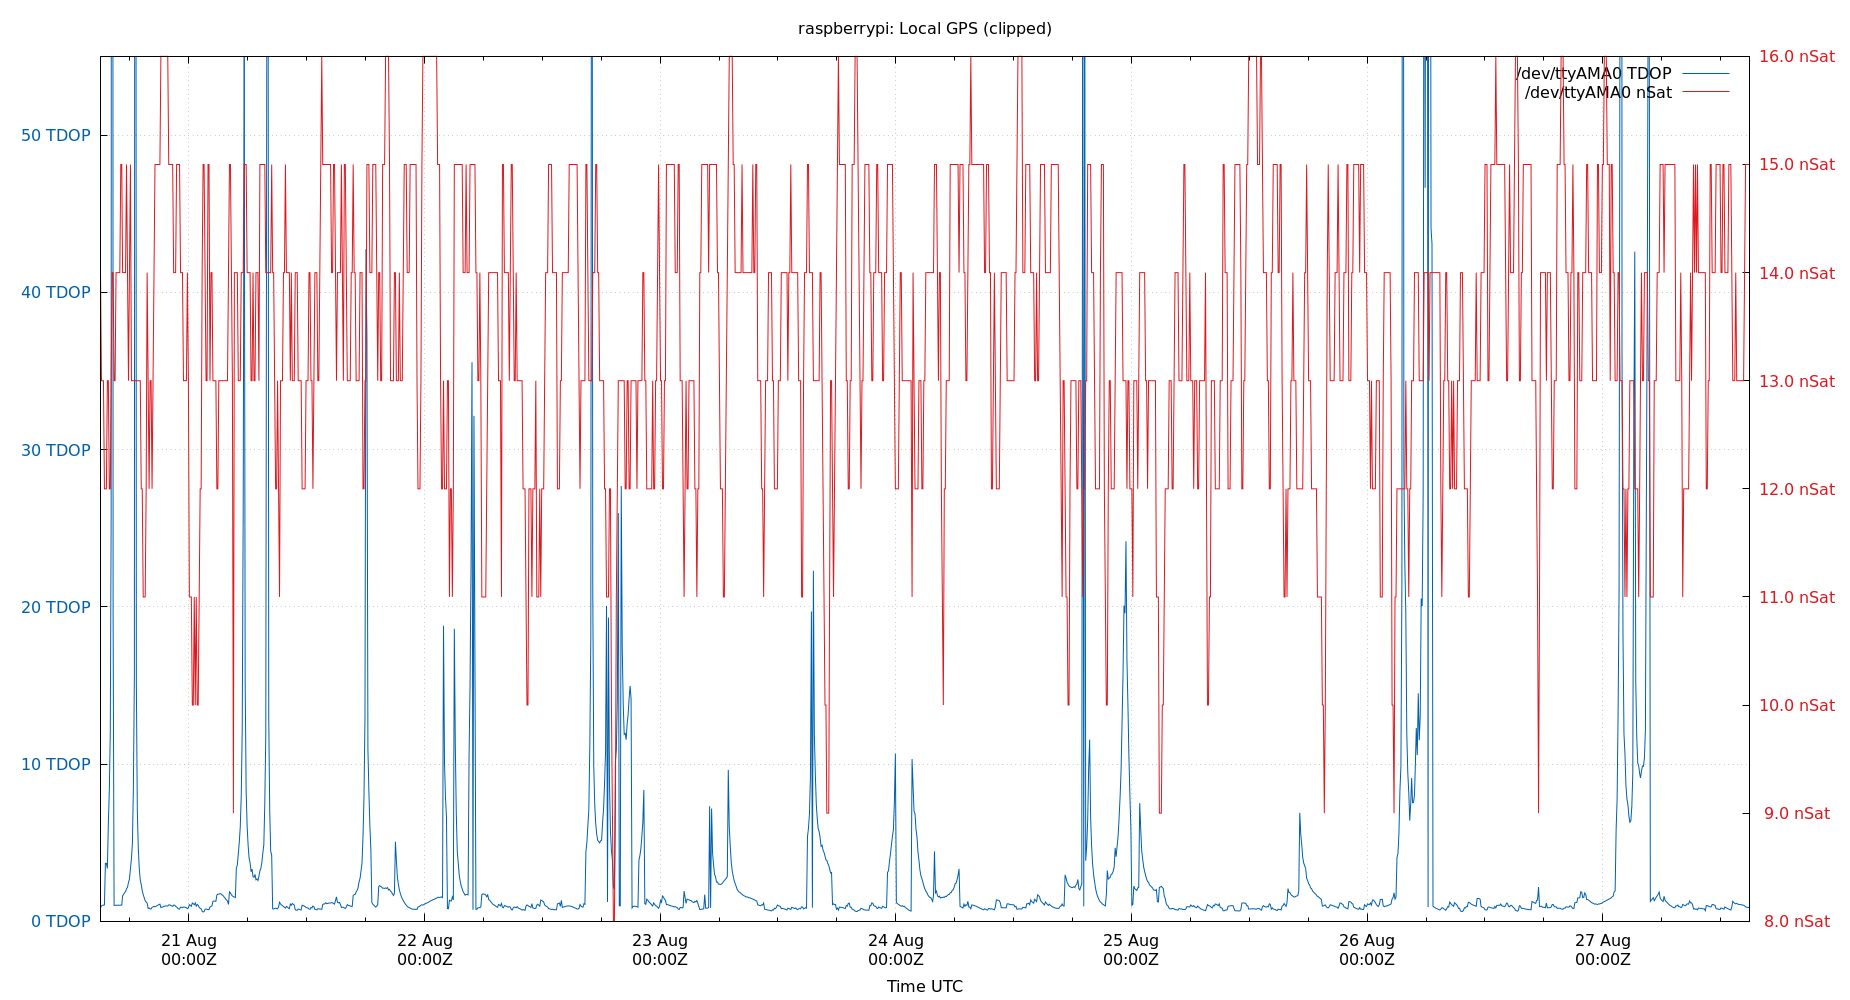 raspberrypi: Local GPS (clipped)
16.0 nSat
/dev/ttyAMA0 TDOP
/dev/ttyAMA0 nSat
50 TDOP
15.0 nSat
14.0 nSat
40 TDOP
13.0 nSat
30 TDOP
12.0 nSat
11.0 nSat
20 TDOP
10.0 nSat
10 TDOP
9.0 nSat
0 TDOP
8.0 nSat
21 Aug
00:00Z
22 Aug
00:00Z
23 Aug
00:00Z
24 Aug
00:00Z
25 Aug
00:00Z
26 Aug
00:00Z
27 Aug
00:00Z
Time UTC